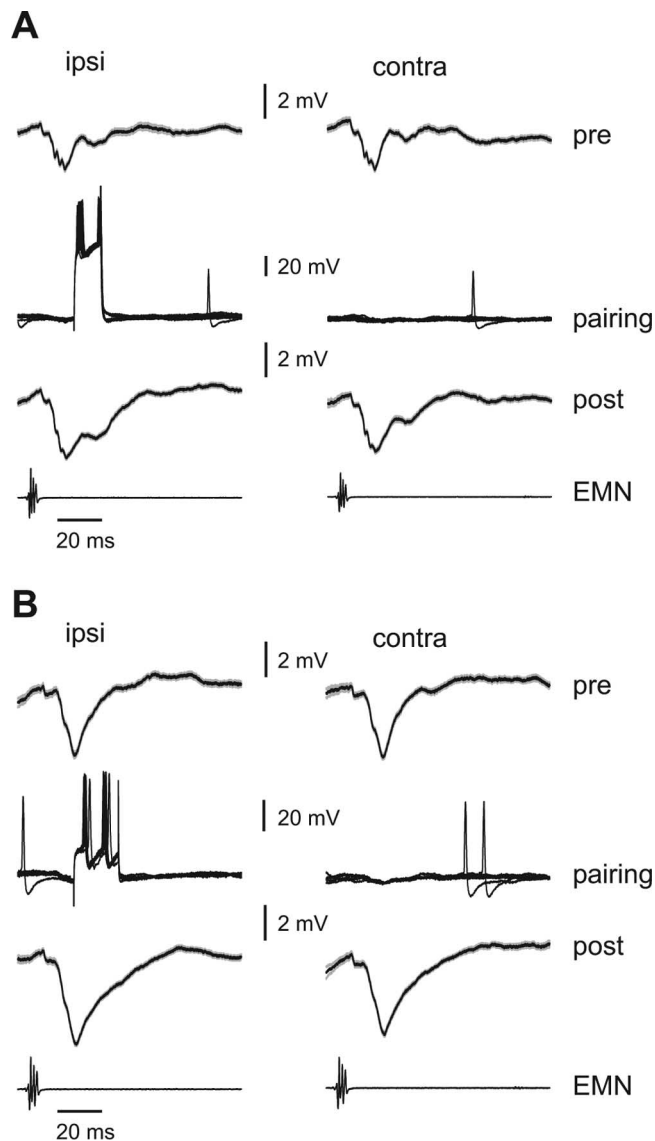 A
ipsi
contra
2 mV
pre
20 mV
pairing
2 mV
post
EMN
20 ms
B
ipsi
contra
2 mV
pre
20 mV
pairing
2 mV
post
EMN
20 ms